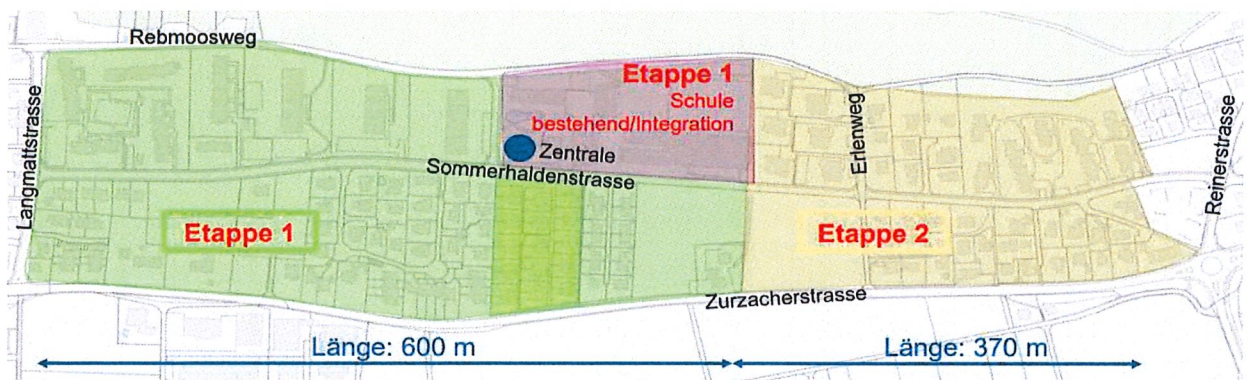 Rebmoosweg
Etappe 1
Schule
bestehend/Integration
Langmattstrasse
Zentrale
Sommerhaldenstrasse
Erlenweg
Reinerstrasse
Etappe 1
Etappe 2
Zurzacherstrasse
Länge: 600 m
Länge: 370 m